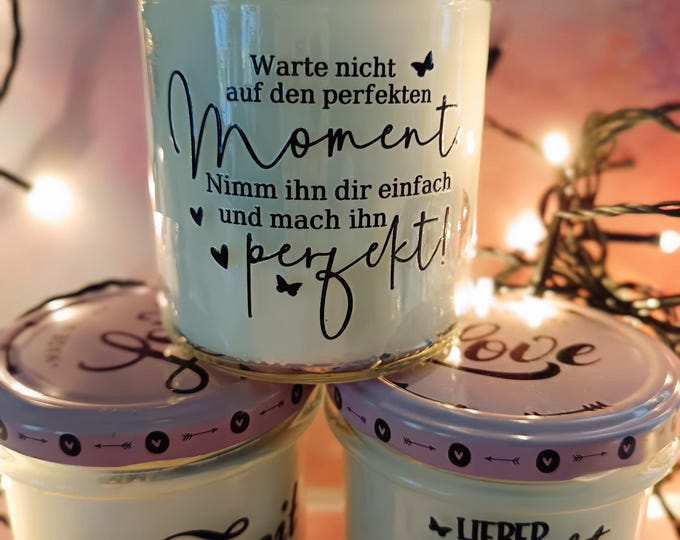 Warte nicht
auf den perfekten
Moment.
Nimm ihn dir einfach
und mach ihn
perfekt!
Love
LIEBER